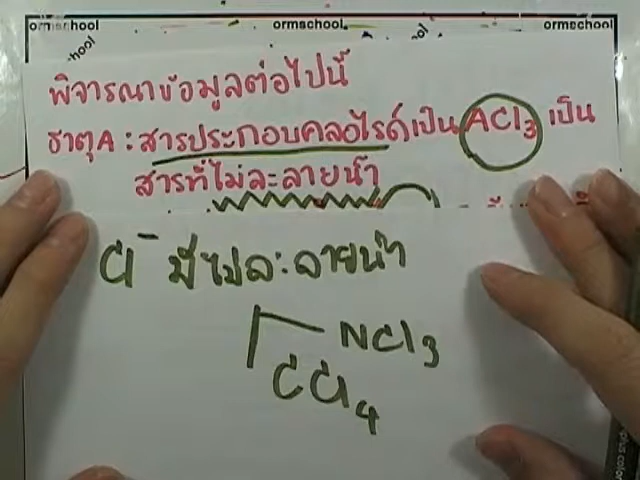 ormschool ormschool ormschool
hool ool
พิจารณาข้อมูลต่อไปนี้
ธาตุA : สารประกอบคลอไรด์เป็น ACl3 เป็น
สารที่ไม่ละลายน้ำ
Cl⁻ มีไม่ละลายน้ำ
NCl3
CCl4